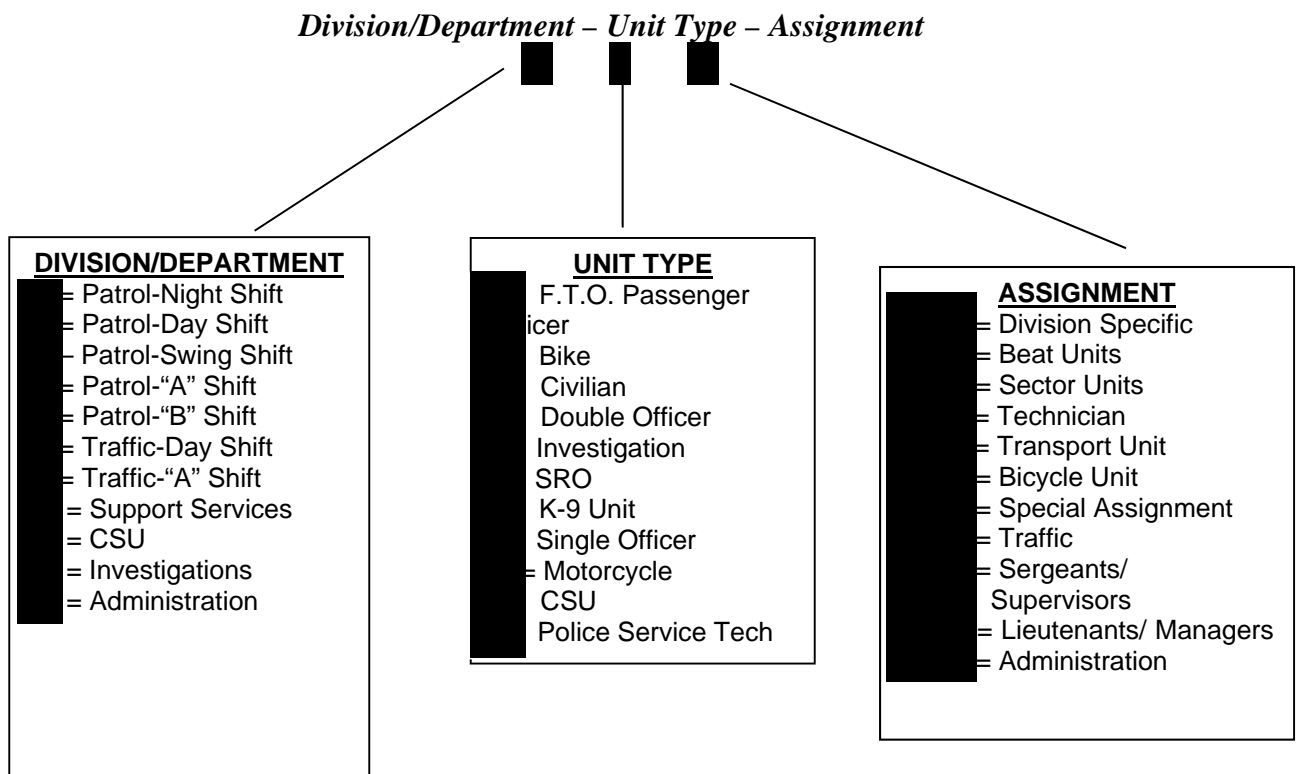 Division/Department – Unit Type – Assignment
DIVISION/DEPARTMENT
= Patrol-Night Shift
= Patrol-Day Shift
– Patrol-Swing Shift
= Patrol-“A” Shift
= Patrol-“B” Shift
= Traffic-Day Shift
= Traffic-“A” Shift
= Support Services
= CSU
= Investigations
= Administration
UNIT TYPE
F.T.O. Passenger
icer
Bike
Civilian
Double Officer
Investigation
SRO
K-9 Unit
Single Officer
= Motorcycle
CSU
Police Service Tech
ASSIGNMENT
= Division Specific
= Beat Units
= Sector Units
= Technician
= Transport Unit
= Bicycle Unit
= Special Assignment
= Traffic
= Sergeants/
Supervisors
= Lieutenants/ Managers
= Administration